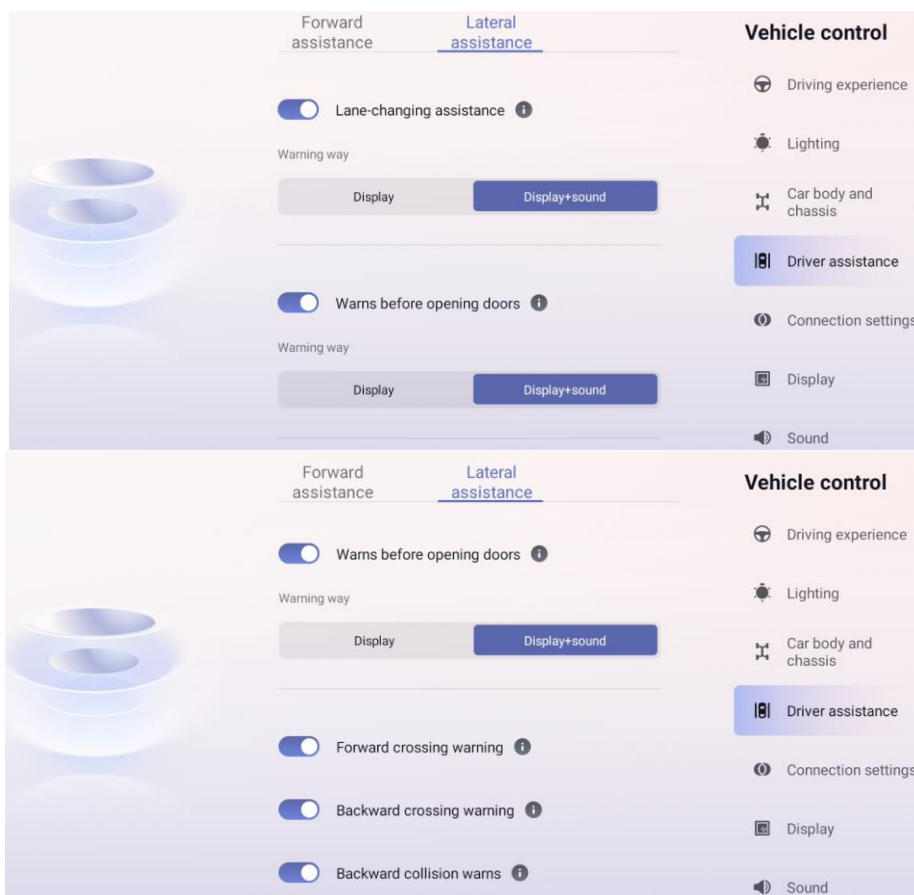 Forward assistance
Lateral assistance
Lane-changing assistance
Warning way
Display
Display+sound
Warns before opening doors
Warning way
Display
Display+sound
Vehicle control
Driving experience
Lighting
Car body and chassis
Driver assistance
Connection settings
Display
Sound
Forward assistance
Lateral assistance
Warns before opening doors
Warning way
Display
Display+sound
Forward crossing warning
Backward crossing warning
Backward collision warns
Vehicle control
Driving experience
Lighting
Car body and chassis
Driver assistance
Connection settings
Display
Sound